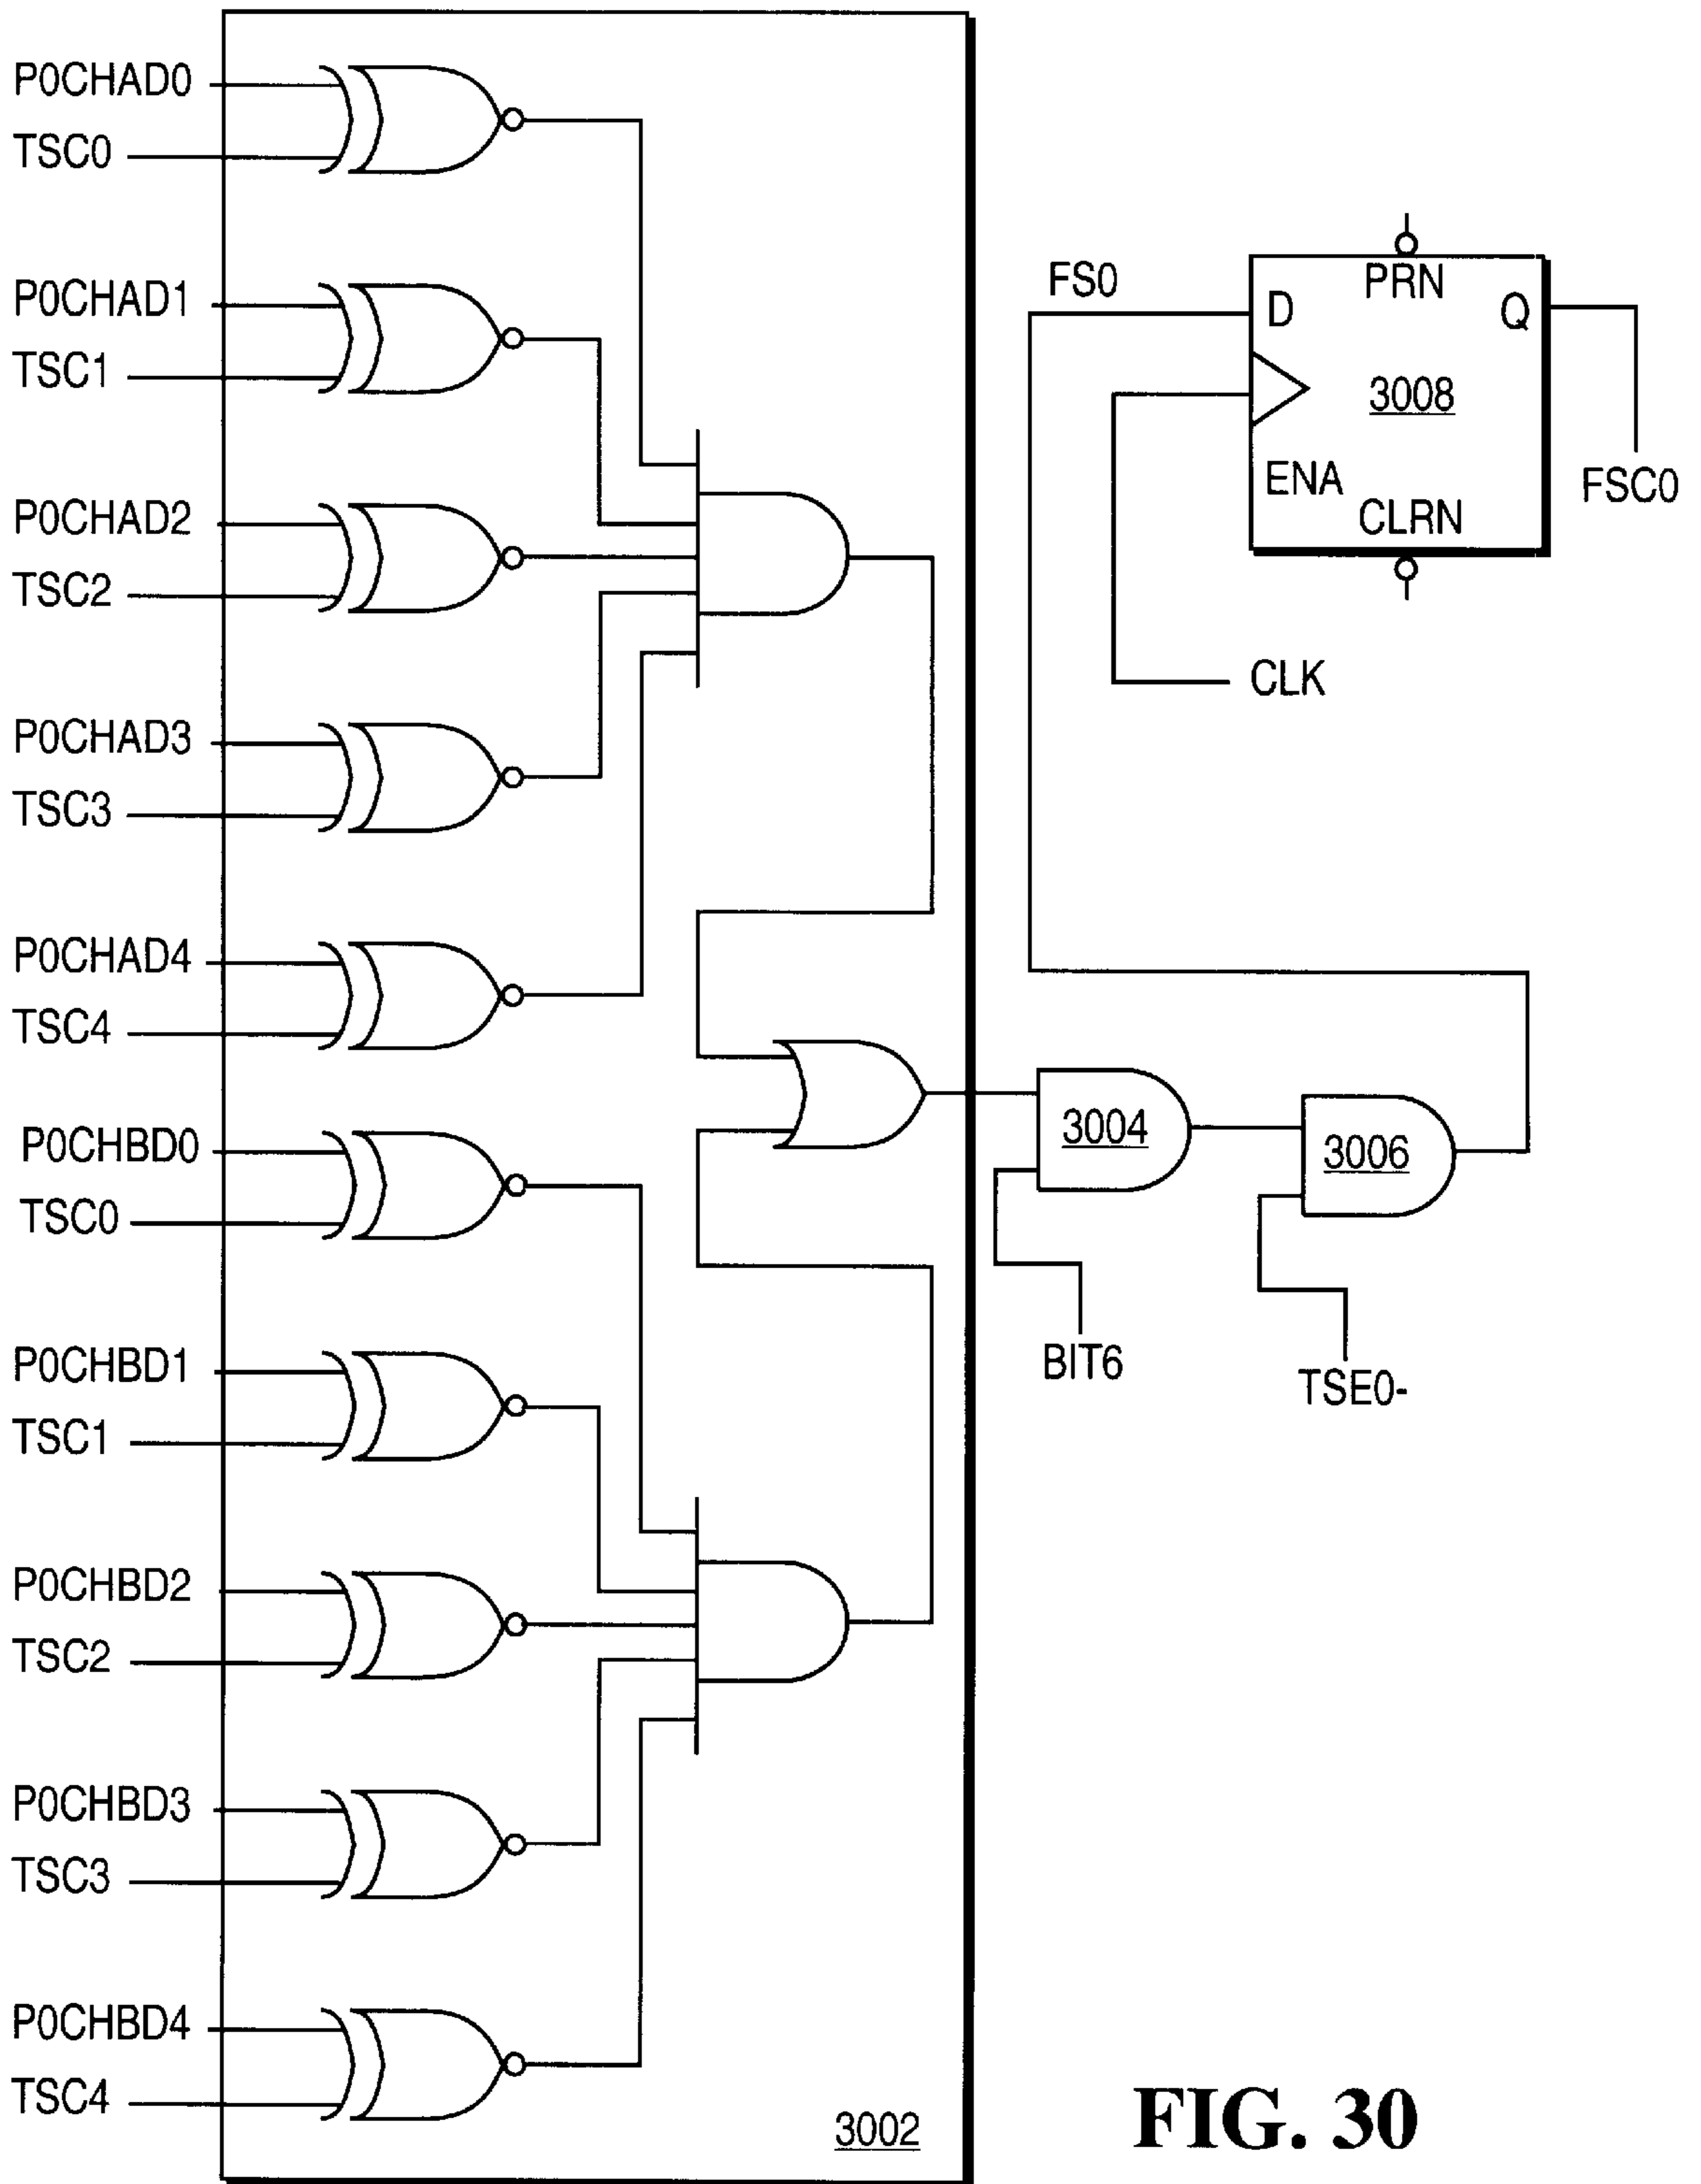 P0CHAD0
TSC0
P0CHAD1
TSC1
P0CHAD2
TSC2
P0CHAD3
TSC3
P0CHAD4
TSC4
P0CHBD0
TSC0
P0CHBD1
TSC1
P0CHBD2
TSC2
P0CHBD3
TSC3
P0CHBD4
TSC4
3002
FS0
D
PRN
Q
3008
ENA
CLRN
FSC0
CLK
3004
3006
BIT6
TSE0-
FIG. 30